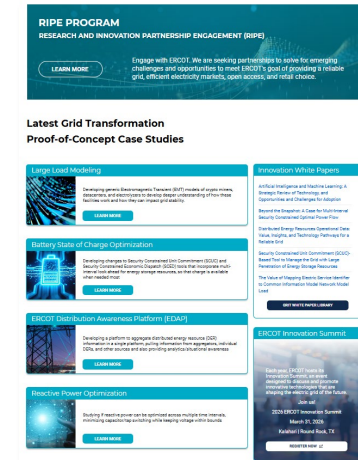 RIPE PROGRAM
RESEARCH AND INNOVATION PARTNERSHIP ENGAGEMENT (RIPE)
LEARN MORE
Engage with ERCOT. We are seeking partnerships to solve for emerging
challenges and opportunities to meet ERCOT's goal of providing a reliable
grid, efficient electricity markets, open access, and retail choice.
Latest Grid Transformation
Proof-of-Concept Case Studies
Large Load Modeling
Developing generic Electromagnetic Transient (EMT) models of crypto miners,
datacenters, and electrolyzers to develop deeper understanding of how these
facilities work and how they can impact grid stability.
LEARN MORE
Battery State of Charge Optimization
Developing changes to Security Constrained Unit Commitment (SCUC) and
Security Constrained Economic Dispatch (SCED) tools that incorporate multi-
interval look ahead for energy storage resources, so that charge is available
when needed most
LEARN MORE
ERCOT Distribution Awareness Platform (EDAP)
Developing a platform to aggregate distributed energy resource (DER)
information in a single platform, pulling information from aggregators, individual
DERs, and other sources and also providing analytical/situational awareness
LEARN MORE
Reactive Power Optimization
Studying if reactive power can be optimized across multiple time intervals,
minimizing capacitor/tap-switching while keeping voltage within bounds
LEARN MORE
Innovation White Papers
Artificial Intelligence and Machine Learning: A
Strategic Review of Technology, and
Opportunities and Challenges for Adoption
Beyond the Snapshot: A Case for Multi-Interval
Security Constrained Optimal Power Flow
Distributed Energy Resources Operational Data:
Value, Insights, and Technology Pathways for a
Reliable Grid
Security Constrained Unit Commitment (SCUC)-
Based Tool to Manage the Grid with Large
Penetration of Energy Storage Resources
The Value of Mapping Electric Service Identifier
to Common Information Model Network Model
Load
VISIT WHITE PAPER LIBRARY
ERCOT Innovation Summit
Each year, ERCOT hosts its
Innovation Summit, an event
designed to discuss and promote
innovative technologies that are
shaping the electric grid of the future.
Join us!
2026 ERCOT Innovation Summit
March 31, 2026
Kalahari | Round Rock, TX
REGISTER NOW